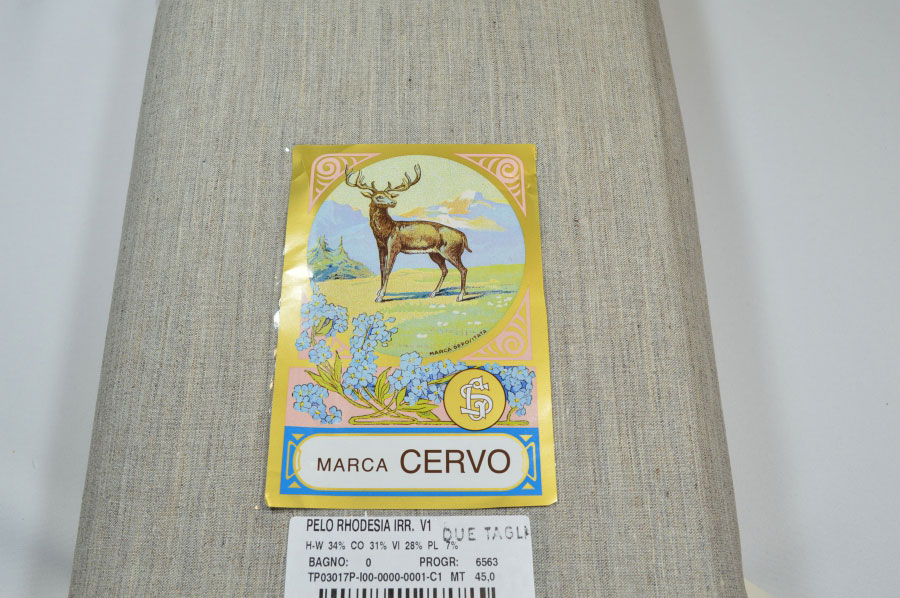 MARCA DEPOSITATA
MARCA CERVO
PELO RHODESIA IRR. V1
DUE TAGLI
H-W 34% CO 31% VI 28% PL 7%
BAGNO: 0 PROGR: 6563
TP03017P-I00-0000-0001-C1 MT 45,0